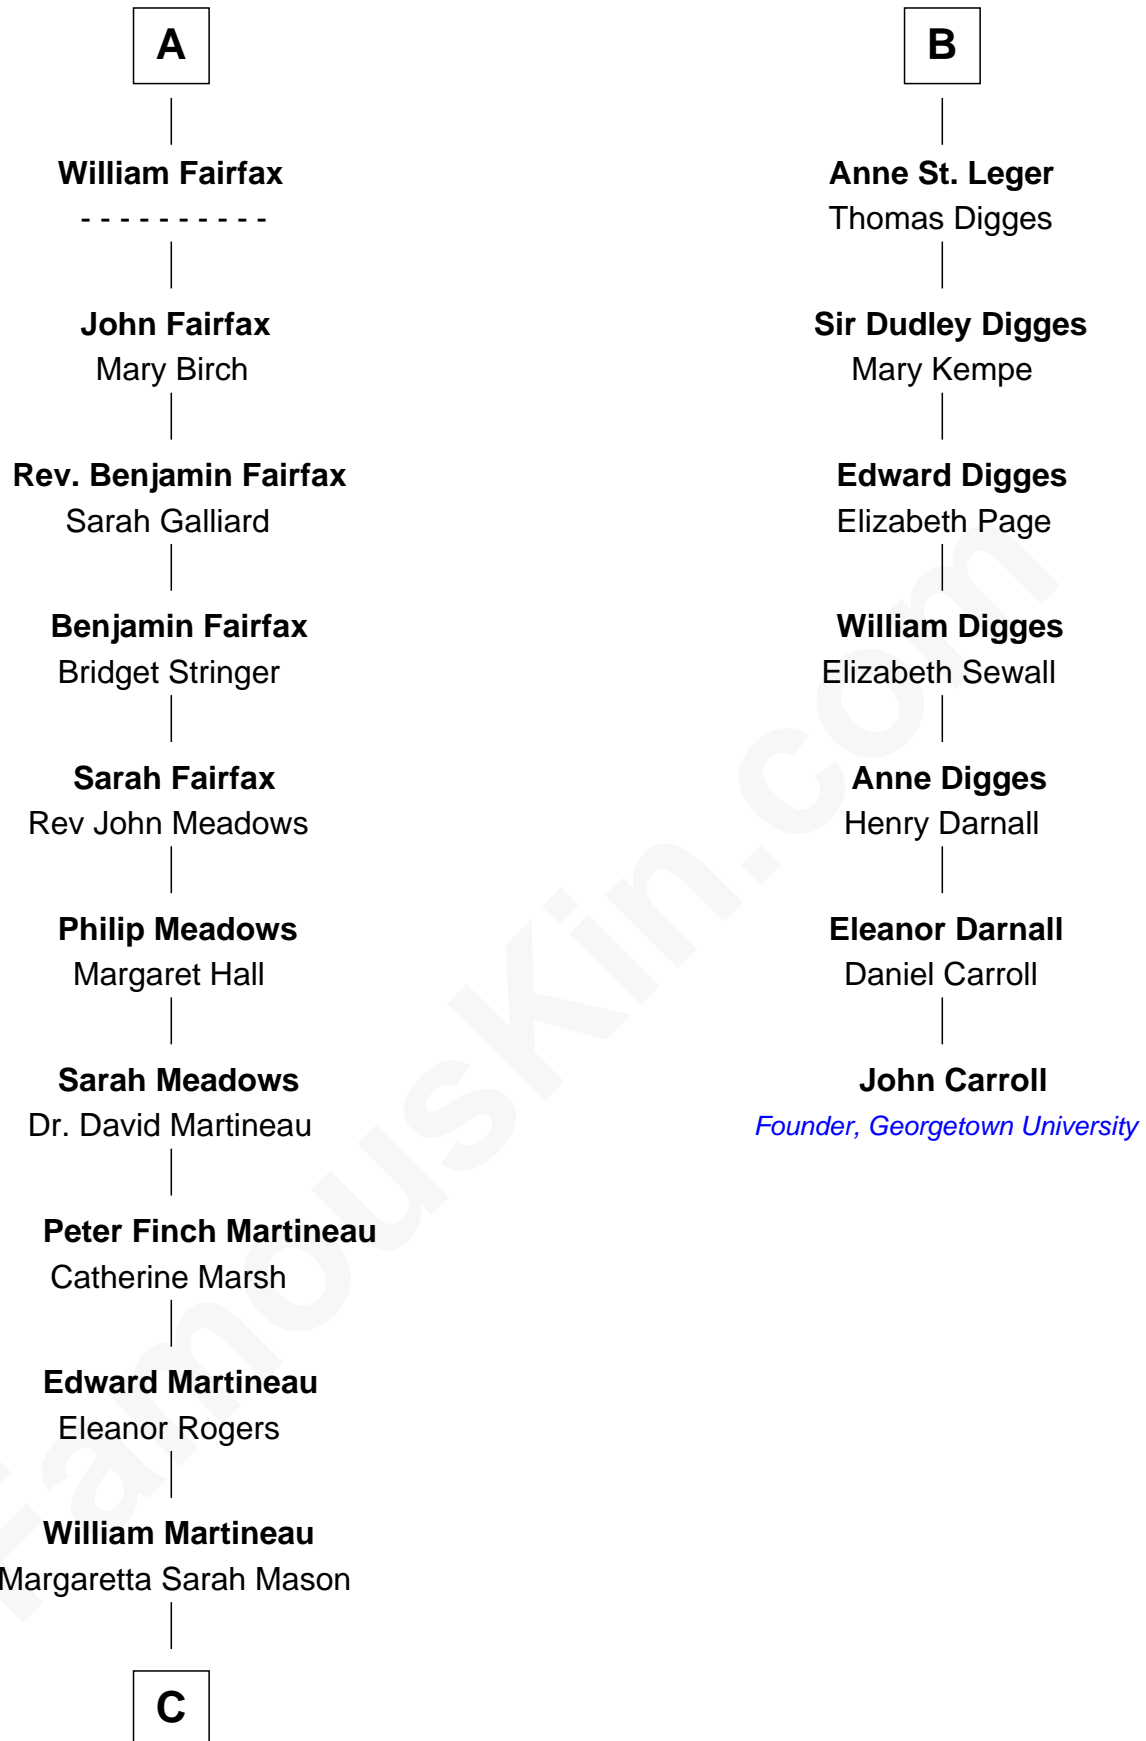 A
William Fairfax
- - - - - - - - - -
John Fairfax
Mary Birch
Rev. Benjamin Fairfax
Sarah Galliard
Benjamin Fairfax
Bridget Stringer
Sarah Fairfax
Rev John Meadows
Philip Meadows
Margaret Hall
Sarah Meadows
Dr. David Martineau
Peter Finch Martineau
Catherine Marsh
Edward Martineau
Eleanor Rogers
William Martineau
Margaretta Sarah Mason
C
B
Anne St. Leger
Thomas Digges
Sir Dudley Digges
Mary Kempe
Edward Digges
Elizabeth Page
William Digges
Elizabeth Sewall
Anne Digges
Henry Darnall
Eleanor Darnall
Daniel Carroll
John Carroll
Founder, Georgetown University
FamousKin.com